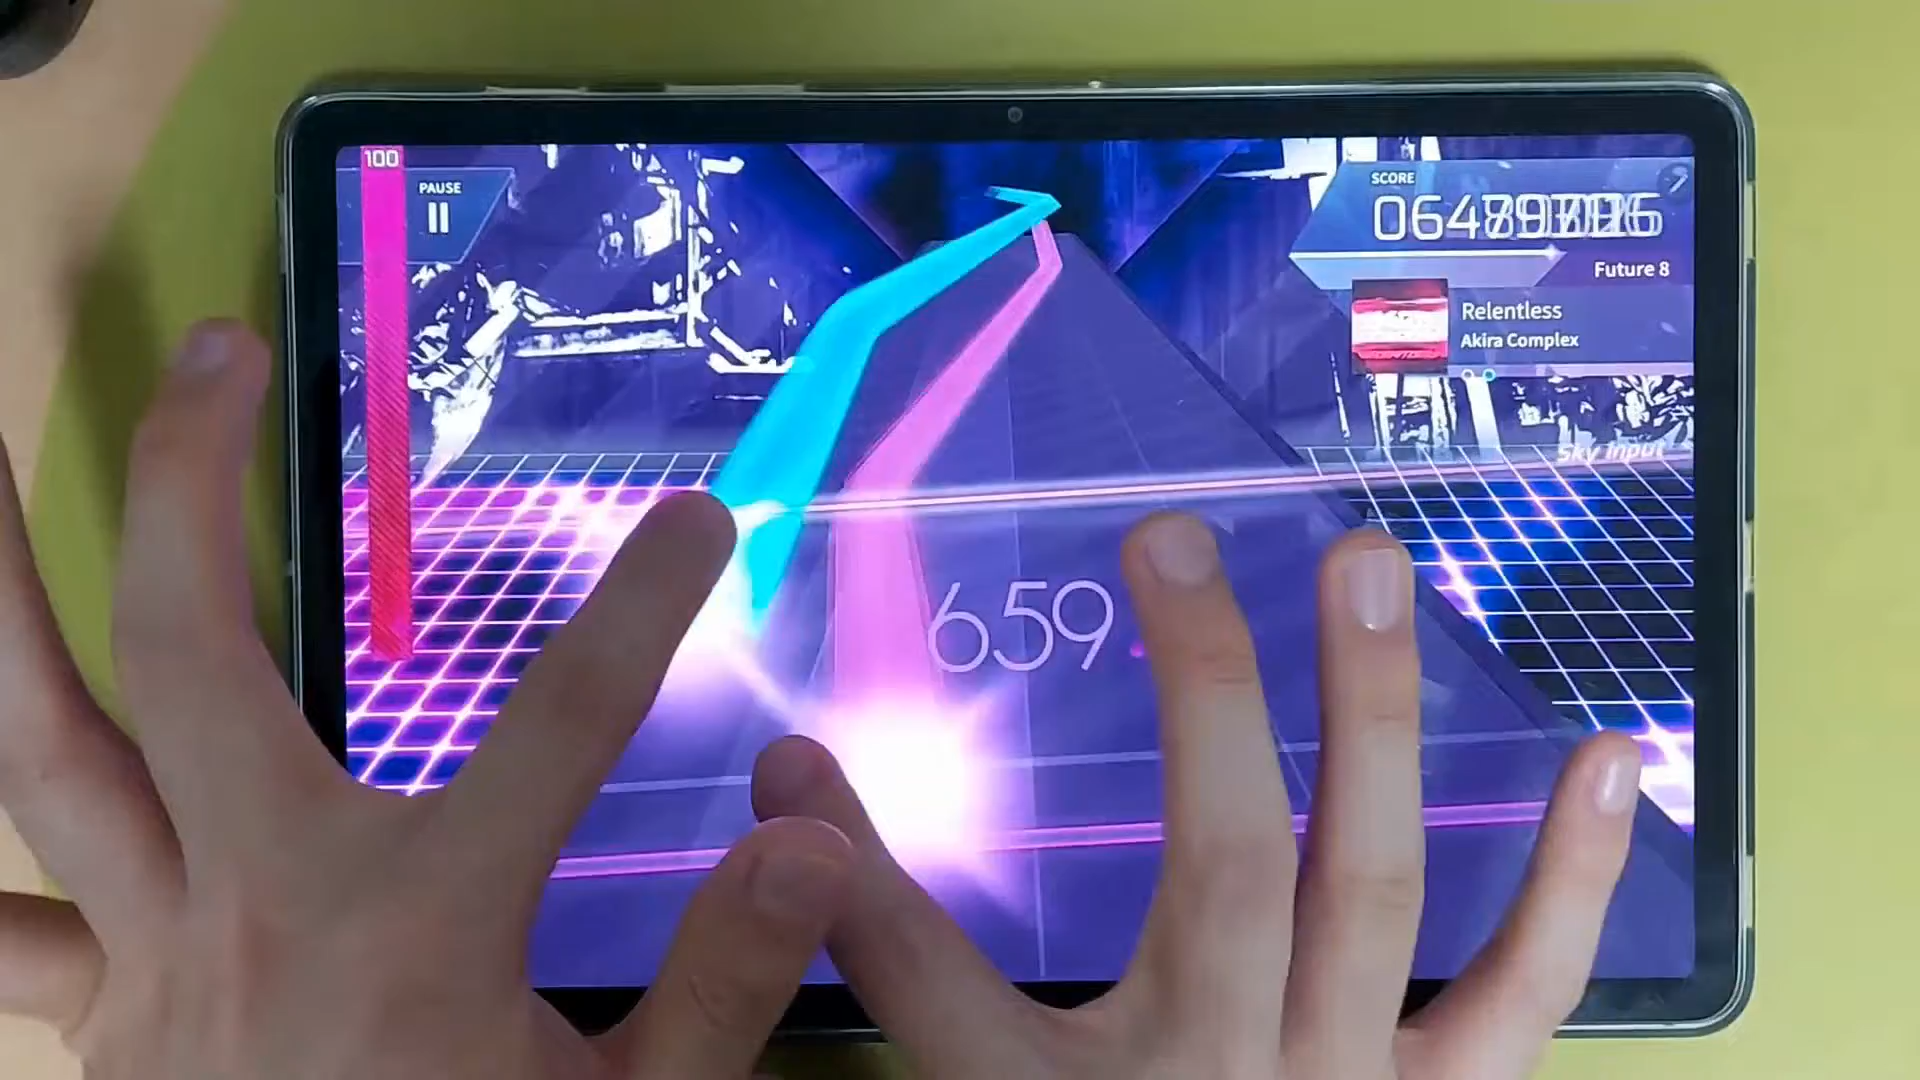 100
PAUSE
SCORE
Future 8
Relentless
Akira Complex
Sky Input
659